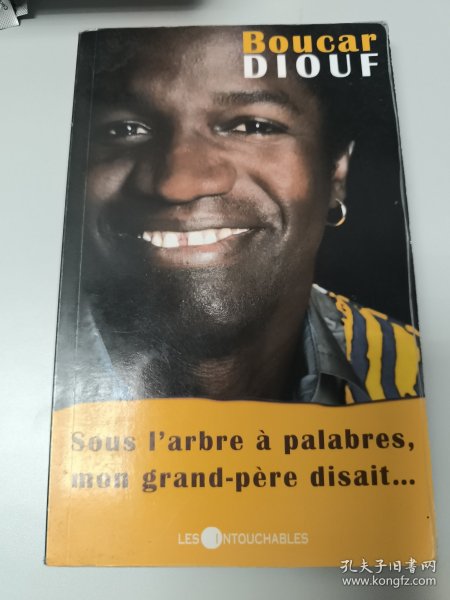 Boucar
DIOUF
Sous l'arbre à palabres,
mon grand-père disait...
LES INTOUCHABLES
孔夫子旧书网
www.kongfz.com